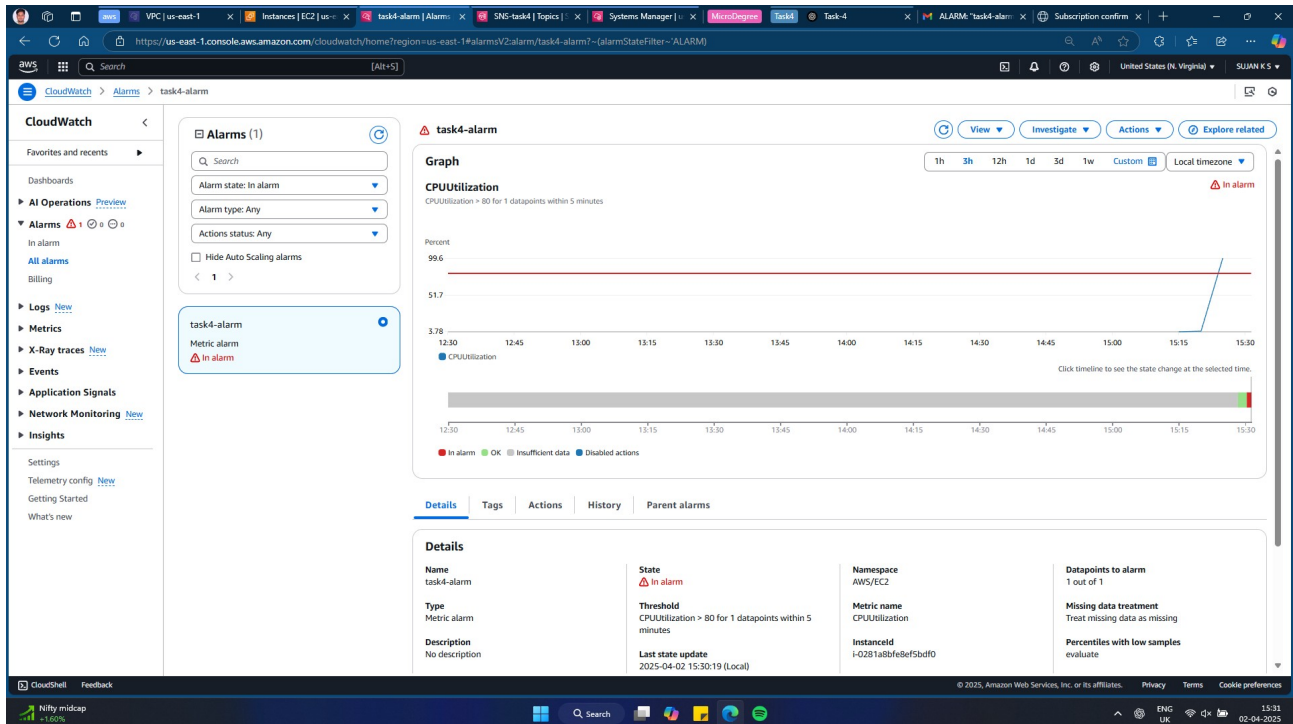 aws
VPC | us-east-1
Instances | EC2 | us-e
task4-alarm | Alarms
SNS-task4 | Topics |
Systems Manager | u
MicroDegree
Task4
Task-4
ALARM: "task4-alarm
Subscription confirm
https://us-east-1.console.aws.amazon.com/cloudwatch/home?region=us-east-1#alarmsV2:alarm/task4-alarm?~(alarmStateFilter~'ALARM)
aws
Search
[Alt+S]
United States (N. Virginia)
SUJAN K S
CloudWatch > Alarms > task4-alarm
CloudWatch
Favorites and recents
Dashboards
AI Operations Preview
Alarms 1 0 0
In alarm
All alarms
Billing
Logs New
Metrics
X-Ray traces New
Events
Application Signals
Network Monitoring New
Insights
Settings
Telemetry config New
Getting Started
What's new
Alarms (1)
Search
Alarm state: In alarm
Alarm type: Any
Actions status: Any
Hide Auto Scaling alarms
1
task4-alarm
Metric alarm
In alarm
task4-alarm
View
Investigate
Actions
Explore related
Graph
1h 3h 12h 1d 3d 1w Custom Local timezone
CPUUtilization
In alarm
CPUUtilization > 80 for 1 datapoints within 5 minutes
Percent
99.6
51.7
3.78
12:30 12:45 13:00 13:15 13:30 13:45 14:00 14:15 14:30 14:45 15:00 15:15 15:30
CPUUtilization
Click timeline to see the state change at the selected time.
12:30 12:45 13:00 13:15 13:30 13:45 14:00 14:15 14:30 14:45 15:00 15:15 15:30
In alarm OK Insufficient data Disabled actions
Details Tags Actions History Parent alarms
Details
Name
task4-alarm
Type
Metric alarm
Description
No description
State
In alarm
Threshold
CPUUtilization > 80 for 1 datapoints within 5
minutes
Last state update
2025-04-02 15:30:19 (Local)
Namespace
AWS/EC2
Metric name
CPUUtilization
InstanceId
i-0281a8bfe8ef5bdf0
Datapoints to alarm
1 out of 1
Missing data treatment
Treat missing data as missing
Percentiles with low samples
evaluate
CloudShell Feedback
© 2025, Amazon Web Services, Inc. or its affiliates. Privacy Terms Cookie preferences
Nifty midcap
+1.60%
Search
ENG
UK
15:31
02-04-2025